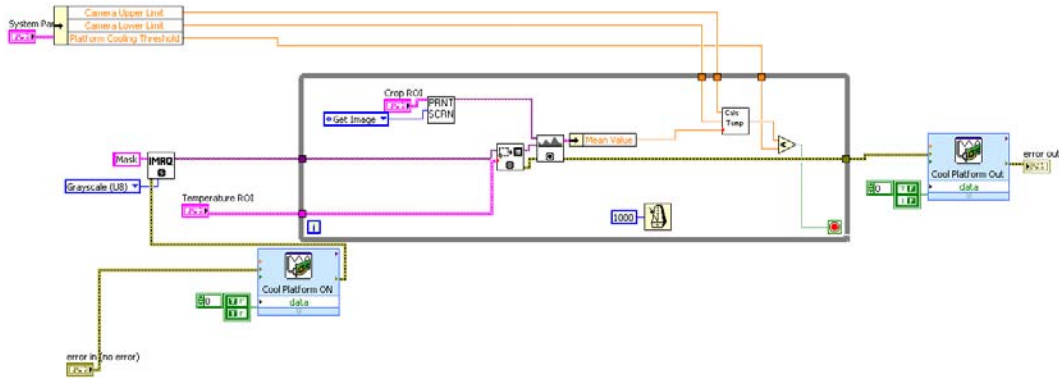 Camera Upper Limit
System Par
Camera Lower Limit
Platform Cooling Threshold
Crop ROI
PRNT
SCRN
Get Image
Calc
Temp
Mean Value
Mask
IMAQ
Grayscale (U8)
Temperature ROI
1000
i
Cool Platform Out
data
0
error out
Cool Platform ON
data
0
error in (no error)